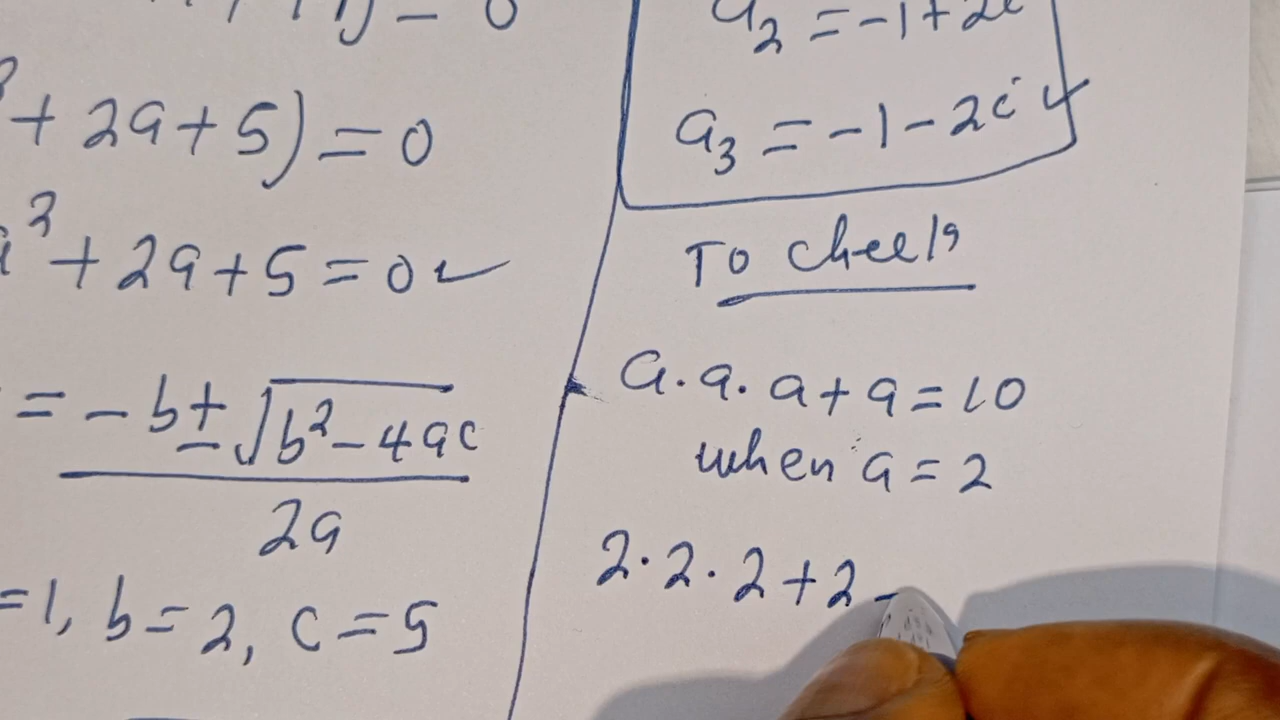 + 2a + 5) = 0
a² + 2a + 5 = 0 ✓
= -b ± √b² - 4ac
2a
= 1, b = 2, c = 5
a₂ = -1 + 2i
a₃ = -1 - 2i ✓
To check
a . a . a + a = 10
when a = 2
2 . 2 . 2 + 2 =